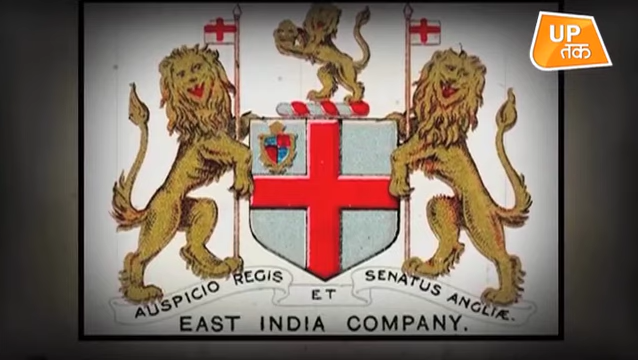 UP
तक
AUSPICIO REGIS
ET
SENATUS ANGLIÆ.
EAST INDIA COMPANY.